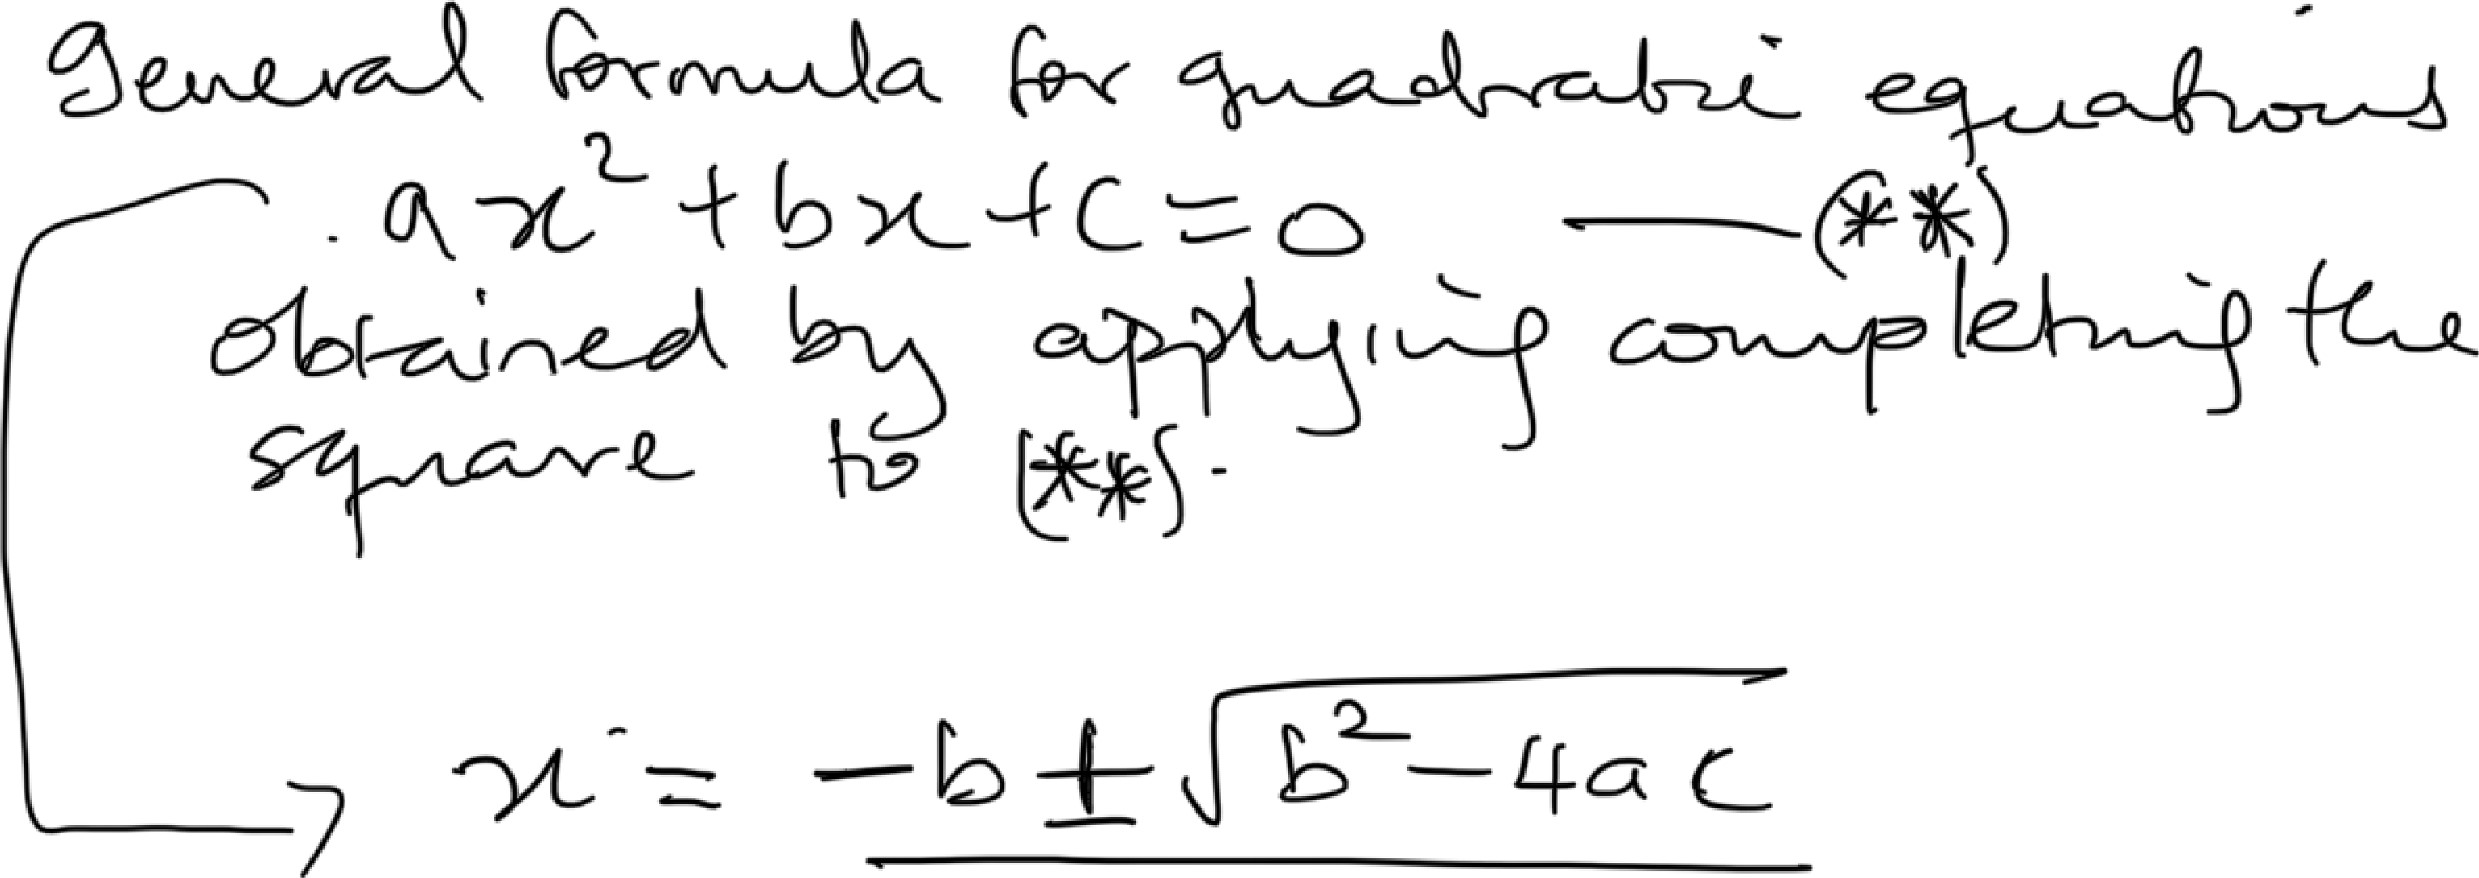 General formula for quadratic equations
ax² + bx + c = 0 —— (**)
obtained by applying completing the
square to (**).
x = -b ± √(b² - 4ac)